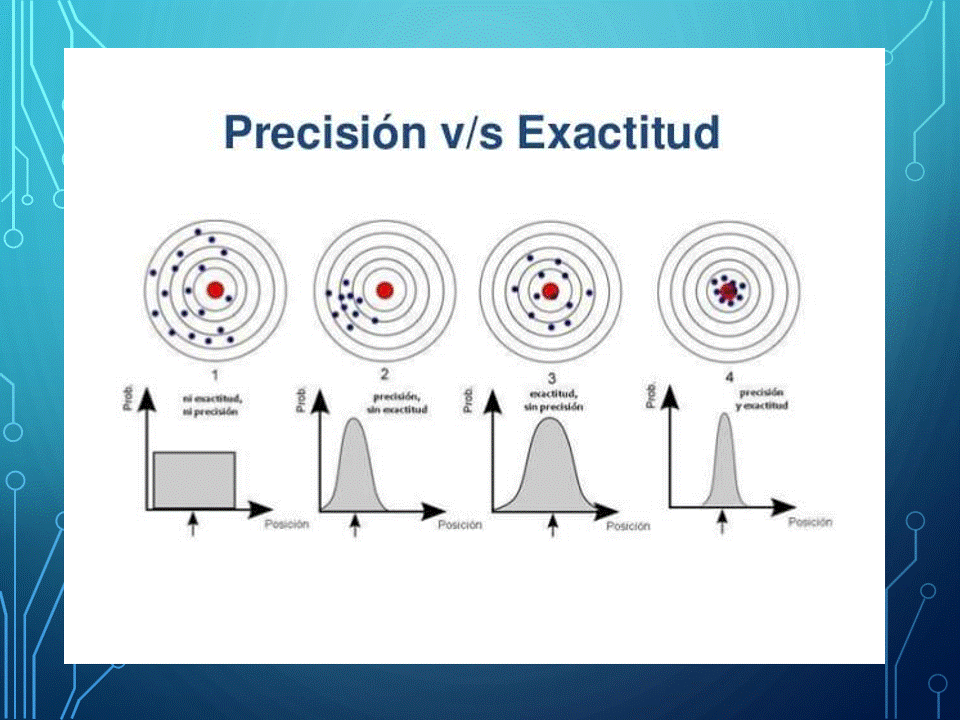 Precisión v/s Exactitud
1
2
3
4
Prob.
ni exactitud,
ni precisión
Posición
Prob.
precisión,
sin exactitud
Posición
Prob.
exactitud,
sin precisión
Posición
Prob.
precisión
y exactitud
Posición